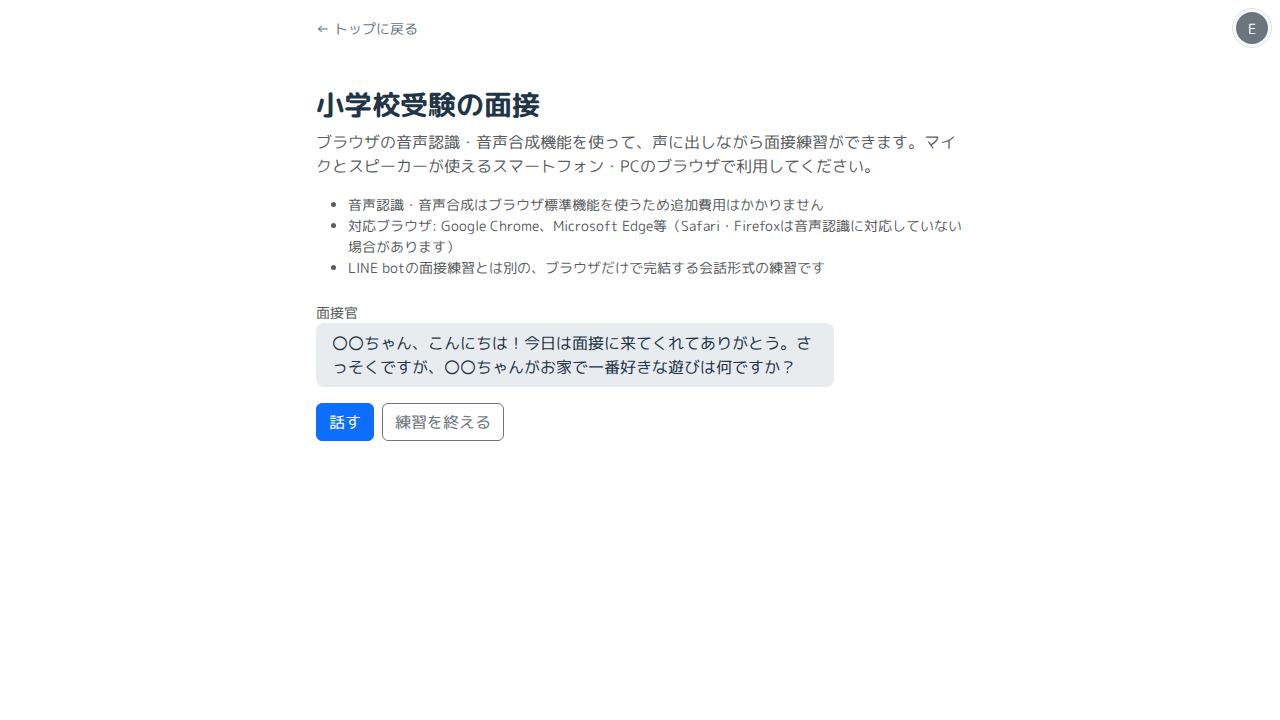 ← トップに戻る
E
小学校受験の面接
ブラウザの音声認識・音声合成機能を使って、声に出しながら面接練習ができます。マイ
クとスピーカーが使えるスマートフォン・PCのブラウザで利用してください。
• 音声認識・音声合成はブラウザ標準機能を使うため追加費用はかかりません
• 対応ブラウザ: Google Chrome、Microsoft Edge等（Safari・Firefoxは音声認識に対応していない
場合があります）
• LINE botの面接練習とは別の、ブラウザだけで完結する会話形式の練習です
面接官
〇〇ちゃん、こんにちは！今日は面接に来てくれてありがとう。さ
っそくですが、〇〇ちゃんがお家で一番好きな遊びは何ですか？
話す
練習を終える